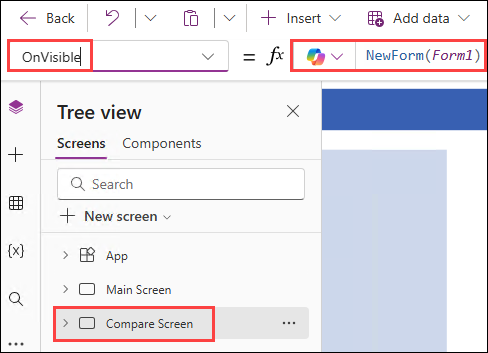 Back Insert Add data
OnVisible = fx NewForm(Form1)
Tree view
Screens Components
Search
New screen
App
Main Screen
{x}
Compare Screen